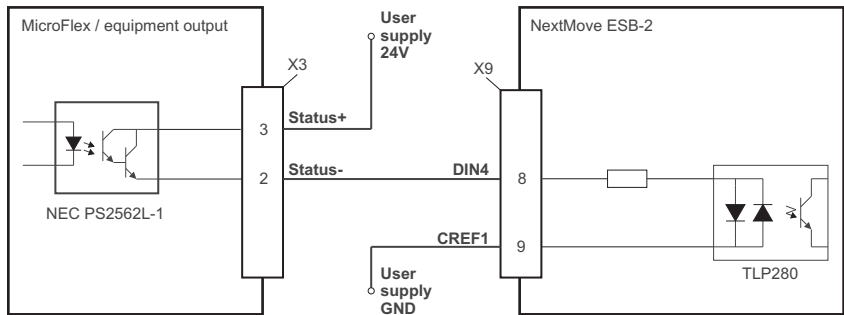 MicroFlex / equipment output
User
supply
24V
NextMove ESB-2
X3
X9
3
Status+
2
Status-
DIN4
8
NEC PS2562L-1
CREF1
9
User
supply
GND
TLP280